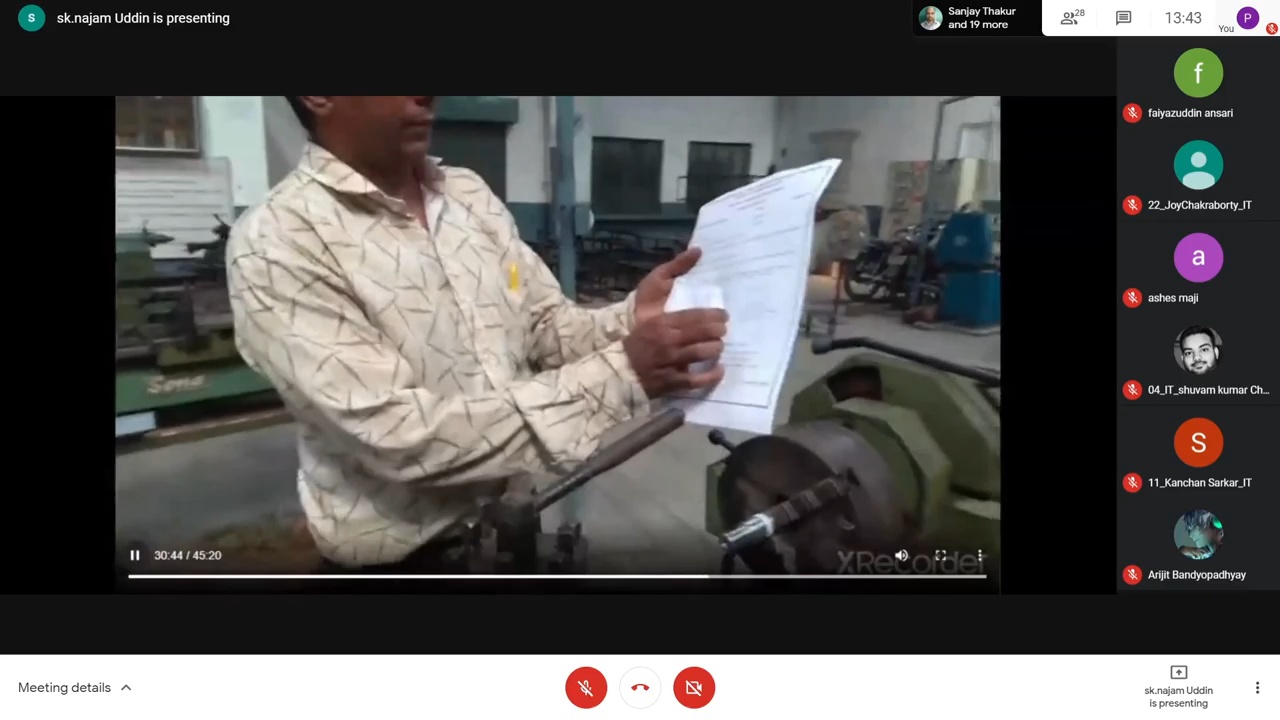 S
sk.najam Uddin is presenting
Sanjay Thakur
and 19 more
28
13:43
You
P
f
faiyazuddin ansari
22_JoyChakraborty_IT
a
ashes maji
04_IT_shuvam kumar Ch...
S
11_Kanchan Sarkar_IT
Arijit Bandyopadhyay
30:44 / 45:20
XRecorder
Meeting details
sk.najam Uddin
is presenting